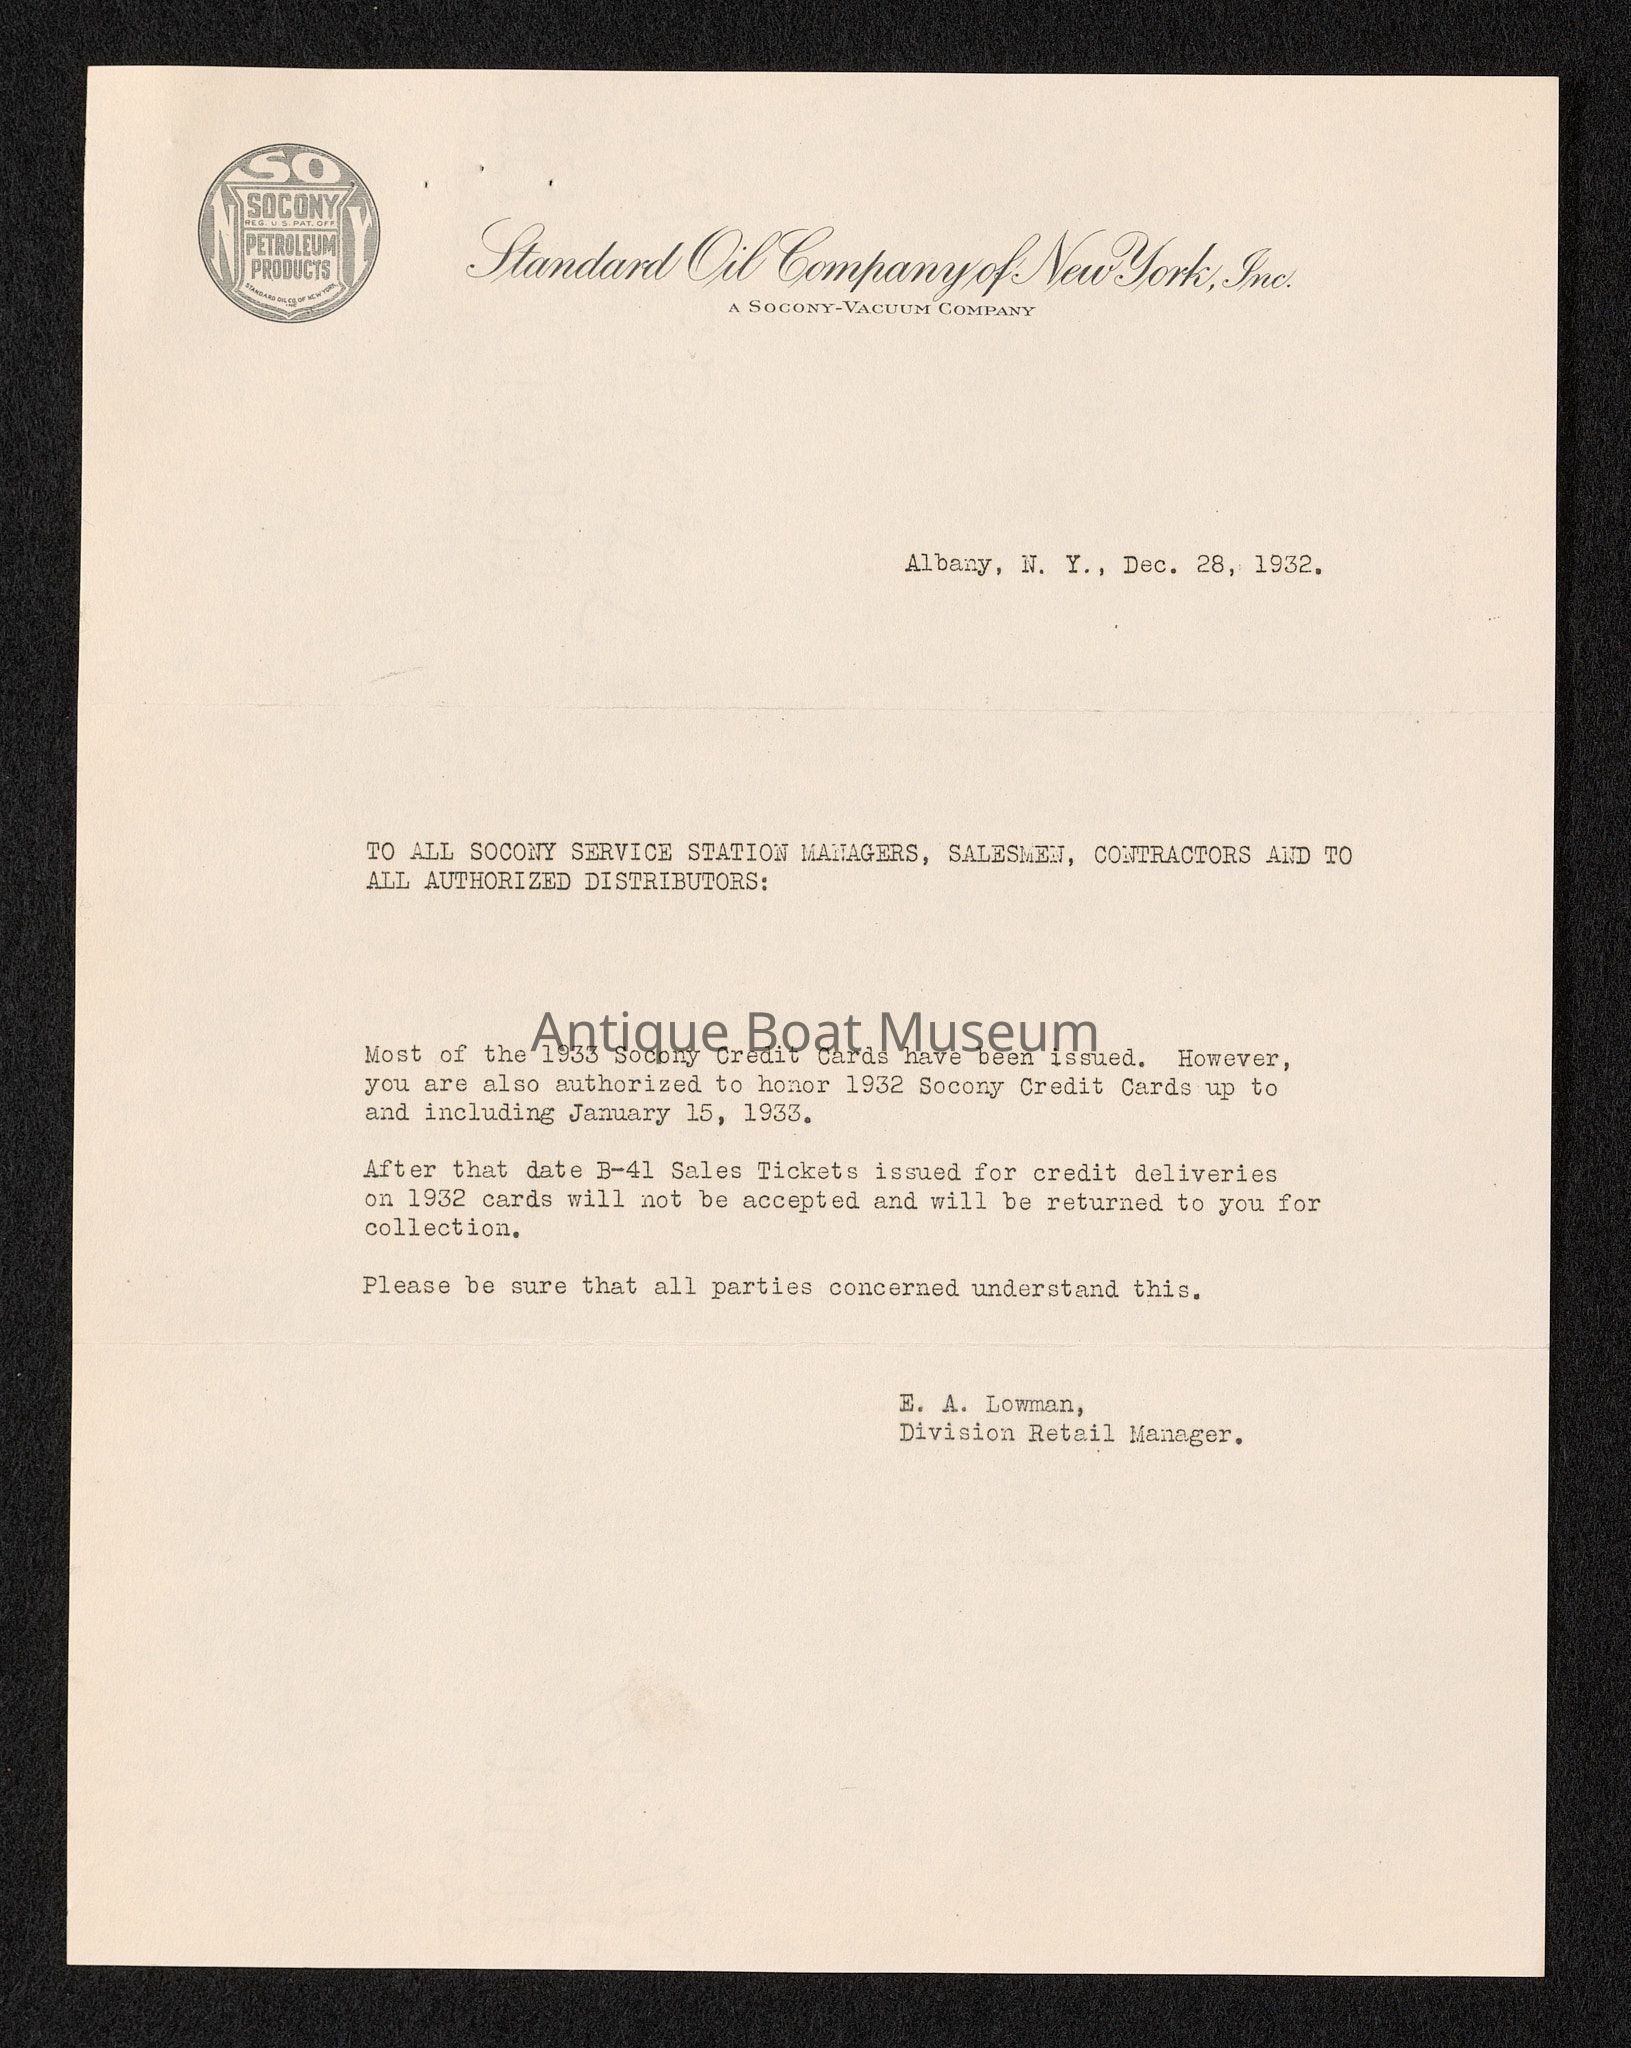 SO
NY
SOCONY
REG. U.S. PAT. OFF.
PETROLEUM
PRODUCTS
STANDARD OIL CO. OF NEW YORK
INC.
Standard Oil Company of New York, Inc.
A SOCONY-VACUUM COMPANY
Albany, N. Y., Dec. 28, 1932.
TO ALL SOCONY SERVICE STATION MANAGERS, SALESMEN, CONTRACTORS AND TO
ALL AUTHORIZED DISTRIBUTORS:
Antique Boat Museum
Most of the 1933 Socony Credit Cards have been issued.  However,
you are also authorized to honor 1932 Socony Credit Cards up to
and including January 15, 1933.
After that date B-41 Sales Tickets issued for credit deliveries
on 1932 cards will not be accepted and will be returned to you for
collection.
Please be sure that all parties concerned understand this.
E. A. Lowman,
Division Retail Manager.